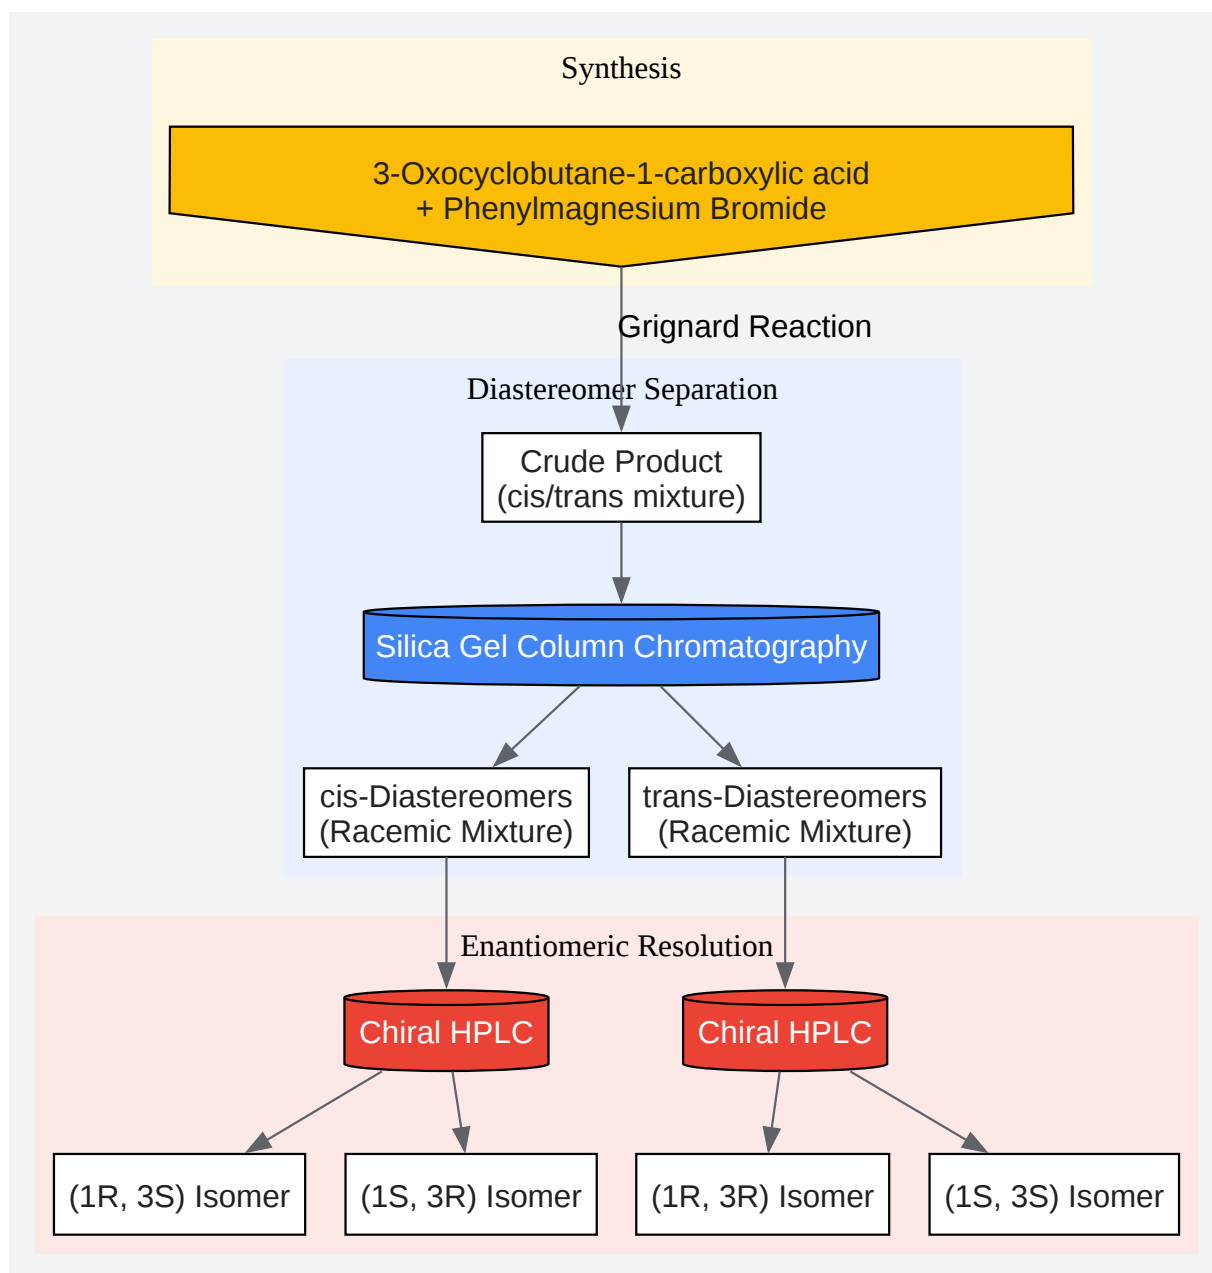 Synthesis
3-Oxocyclobutane-1-carboxylic acid
+ Phenylmagnesium Bromide
Grignard Reaction
Diastereomer Separation
Crude Product
(cis/trans mixture)
Silica Gel Column Chromatography
cis-Diastereomers
(Racemic Mixture)
trans-Diastereomers
(Racemic Mixture)
Enantiomeric Resolution
Chiral HPLC
Chiral HPLC
(1R, 3S) Isomer
(1S, 3R) Isomer
(1R, 3R) Isomer
(1S, 3S) Isomer